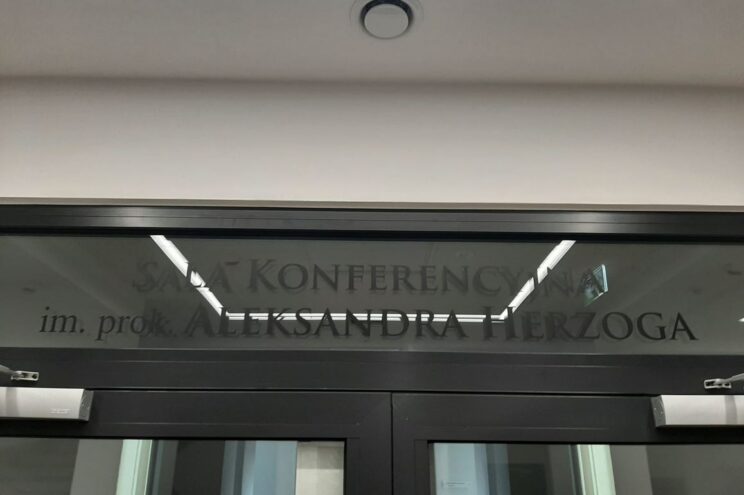 SALA KONFERENCYJNA
im. prok. ALEKSANDRA HERZOGA